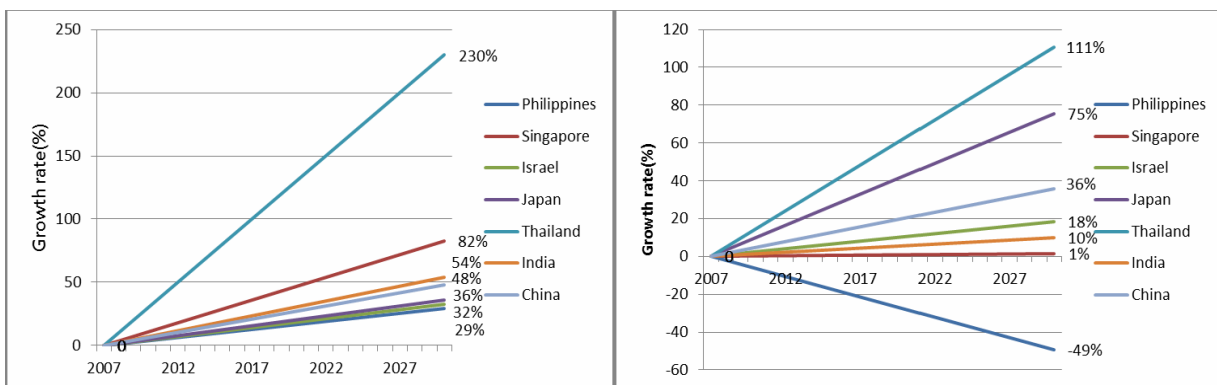 250
200
150
100
50
0
Growth rate(%)
0
2007 2012 2017 2022 2027
230%
82%
54%
48%
36%
32%
29%
Philippines
Singapore
Israel
Japan
Thailand
India
China
120
100
80
60
40
20
0
-20
-40
-60
Growth rate(%)
0
2007 2012 2017 2022 2027
111%
75%
36%
18%
10%
1%
-49%
Philippines
Singapore
Israel
Japan
Thailand
India
China